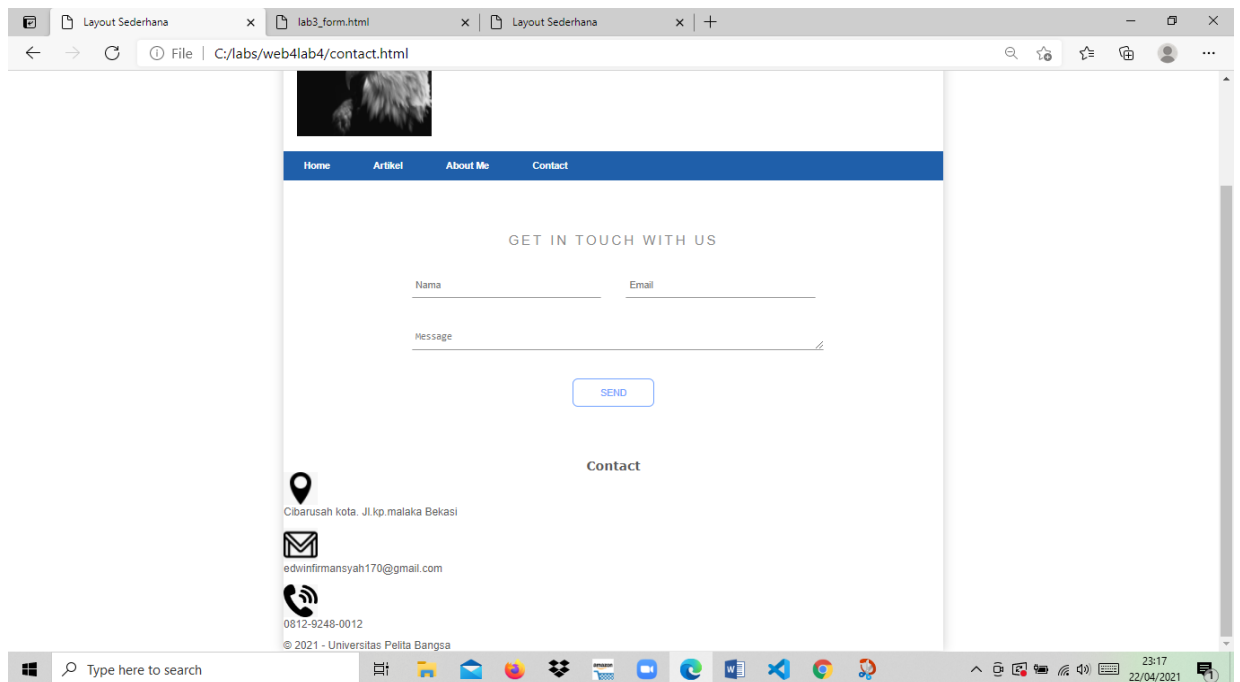 Layout Sederhana
lab3_form.html
Layout Sederhana
File | C:/labs/web4lab4/contact.html
Home Artikel About Me Contact
GET IN TOUCH WITH US
Nama Email
Message
SEND
Contact
Cibarusah kota. Jl.kp.malaka Bekasi
edwinfirmansyah170@gmail.com
0812-9248-0012
© 2021 - Universitas Pelita Bangsa
Type here to search
amazon
23:17
22/04/2021
1